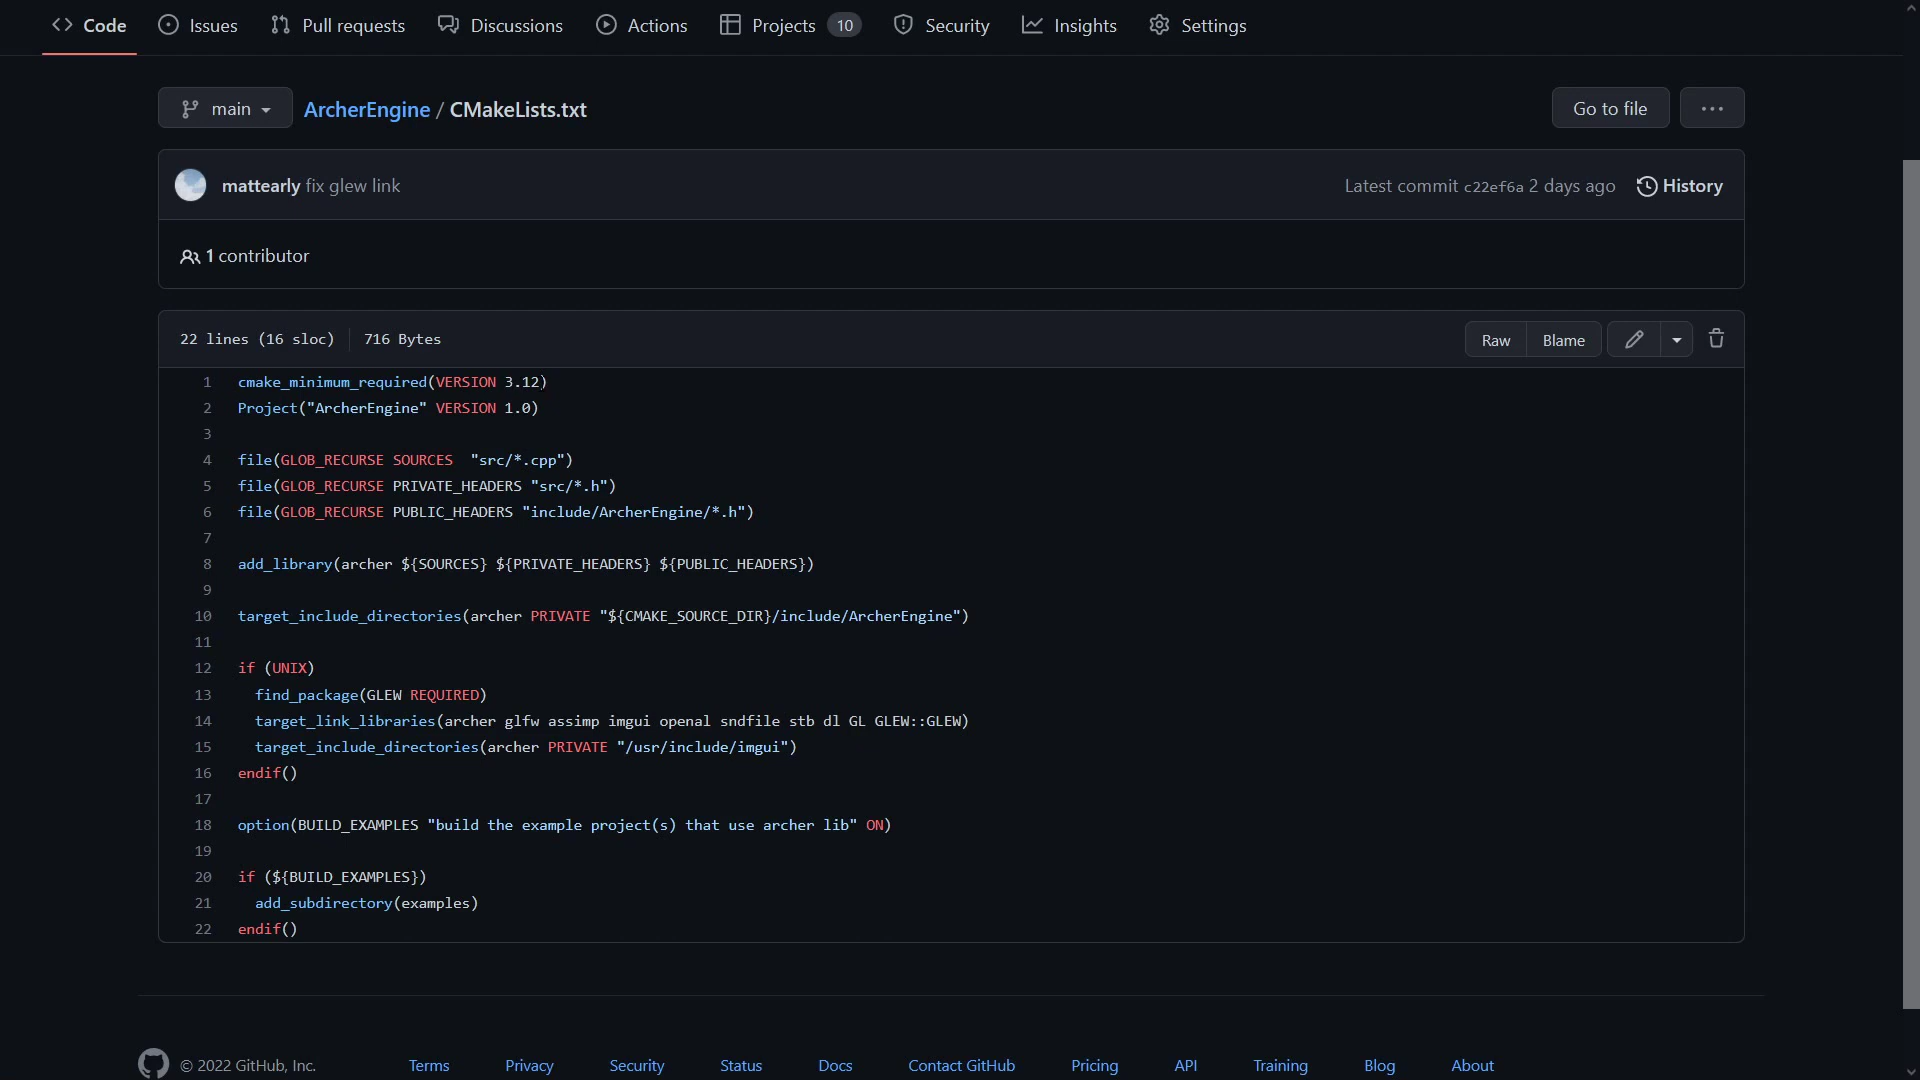 Code Issues Pull requests Discussions Actions Projects 10 Security Insights Settings
main ArcherEngine / CMakeLists.txt Go to file ...
mattearly fix glew link Latest commit c22ef6a 2 days ago History
1 contributor
22 lines (16 sloc) 716 Bytes Raw Blame
1 cmake_minimum_required(VERSION 3.12)
2 Project("ArcherEngine" VERSION 1.0)
3
4 file(GLOB_RECURSE SOURCES  "src/*.cpp")
5 file(GLOB_RECURSE PRIVATE_HEADERS "src/*.h")
6 file(GLOB_RECURSE PUBLIC_HEADERS "include/ArcherEngine/*.h")
7
8 add_library(archer ${SOURCES} ${PRIVATE_HEADERS} ${PUBLIC_HEADERS})
9
10 target_include_directories(archer PRIVATE "${CMAKE_SOURCE_DIR}/include/ArcherEngine")
11
12 if (UNIX)
13   find_package(GLEW REQUIRED)
14   target_link_libraries(archer glfw assimp imgui openal sndfile stb dl GL GLEW::GLEW)
15   target_include_directories(archer PRIVATE "/usr/include/imgui")
16 endif()
17
18 option(BUILD_EXAMPLES "build the example project(s) that use archer lib" ON)
19
20 if (${BUILD_EXAMPLES})
21   add_subdirectory(examples)
22 endif()
© 2022 GitHub, Inc. Terms Privacy Security Status Docs Contact GitHub Pricing API Training Blog About